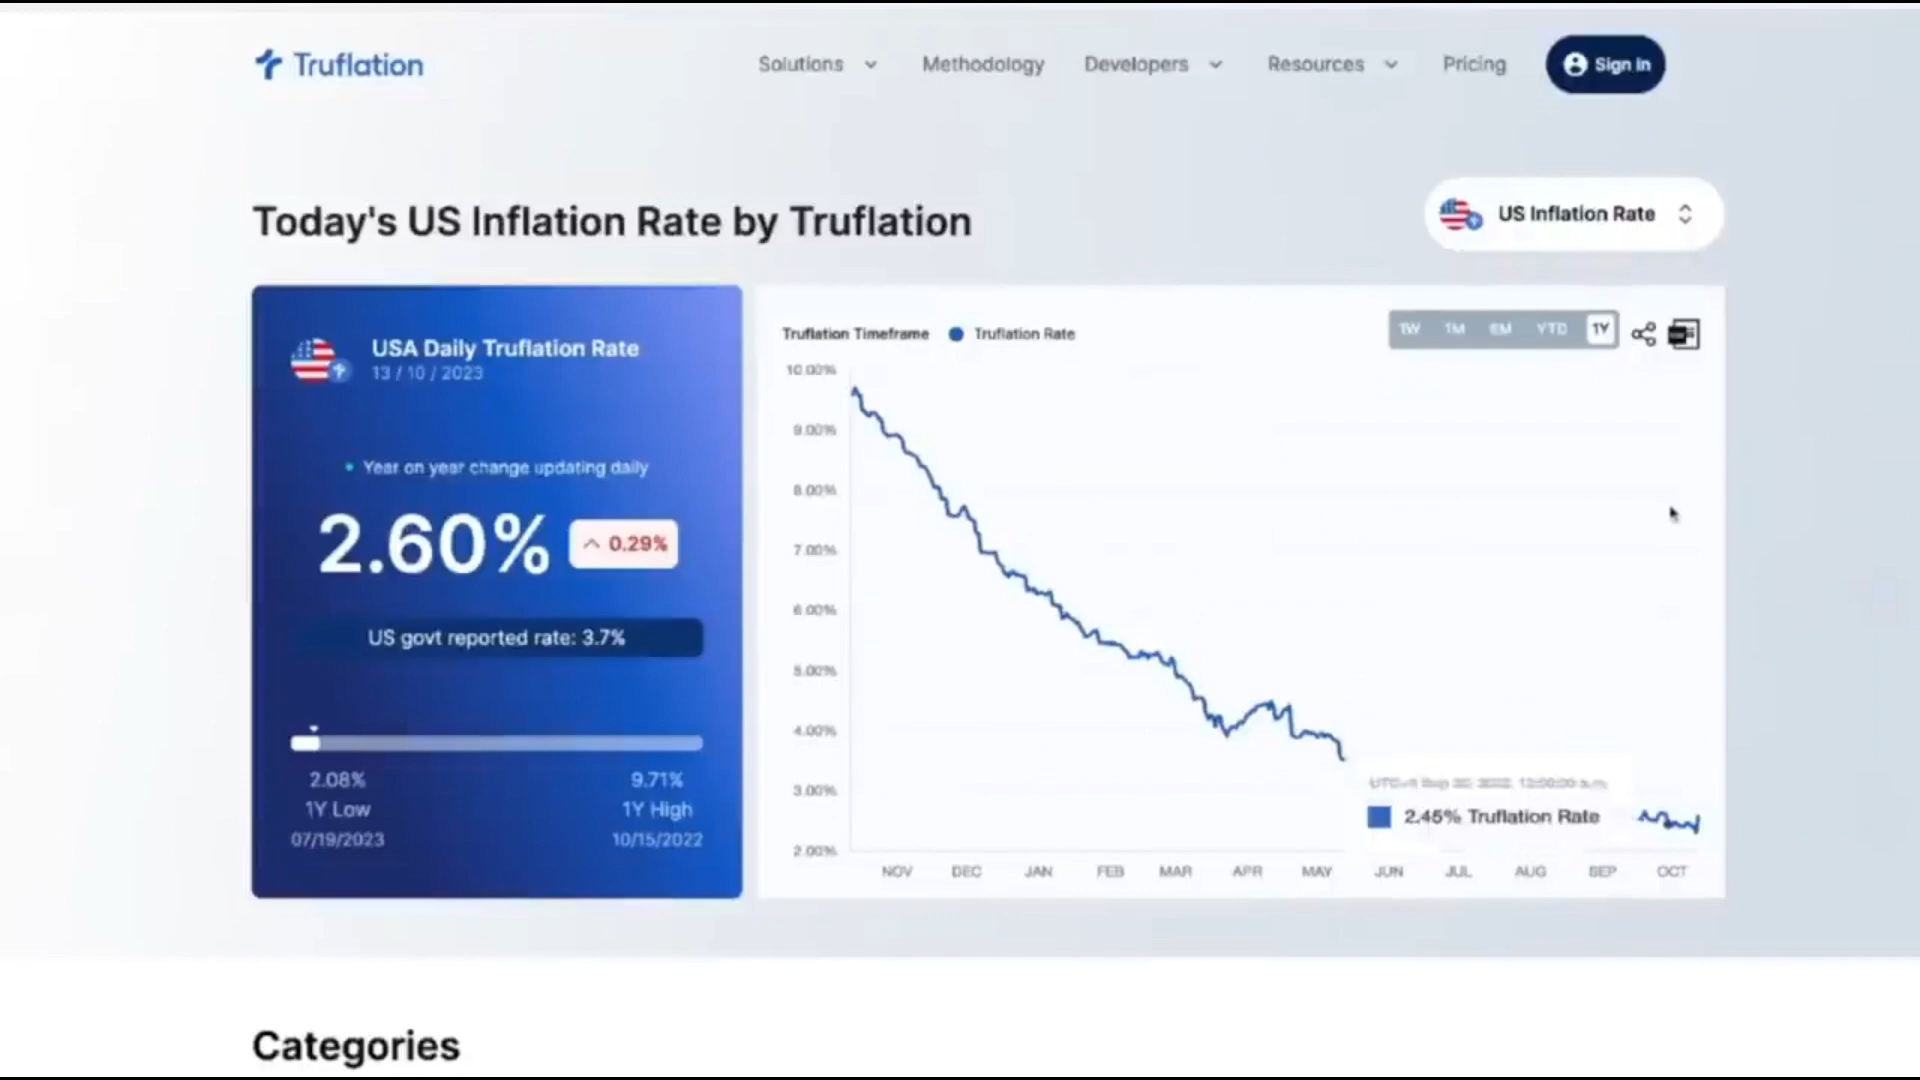 Truflation
Solutions
Methodology
Developers
Resources
Pricing
Sign in
Today's US Inflation Rate by Truflation
US Inflation Rate
USA Daily Truflation Rate
13 / 10 / 2023
Year on year change updating daily
2.60%
0.29%
US govt reported rate: 3.7%
2.08%
1Y Low
07/19/2023
9.71%
1Y High
10/15/2022
Truflation Timeframe
Truflation Rate
1W
1M
6M
YTD
1Y
10.00%
9.00%
8.00%
7.00%
6.00%
5.00%
4.00%
3.00%
2.00%
2.45% Truflation Rate
NOV
DEC
JAN
FEB
MAR
APR
MAY
JUN
JUL
AUG
SEP
OCT
Categories